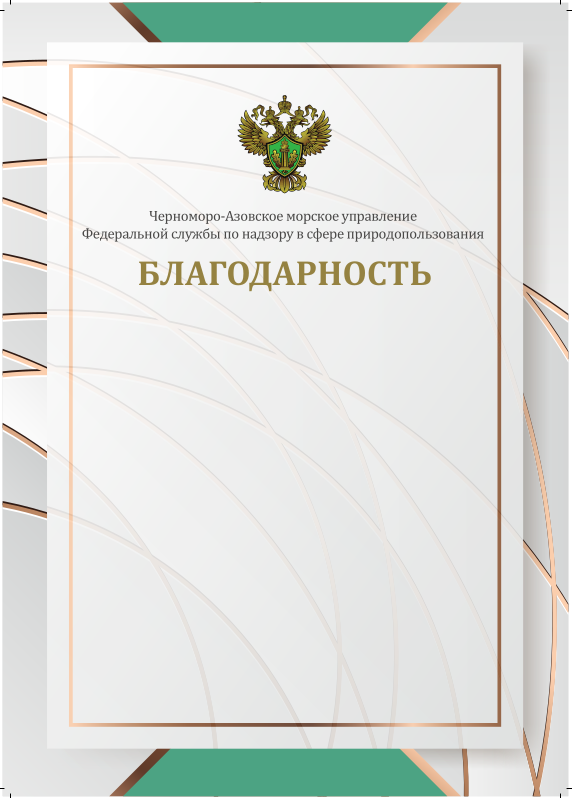 Черноморо-Азовское морское управление
Федеральной службы по надзору в сфере природопользования
БЛАГОДАРНОСТЬ